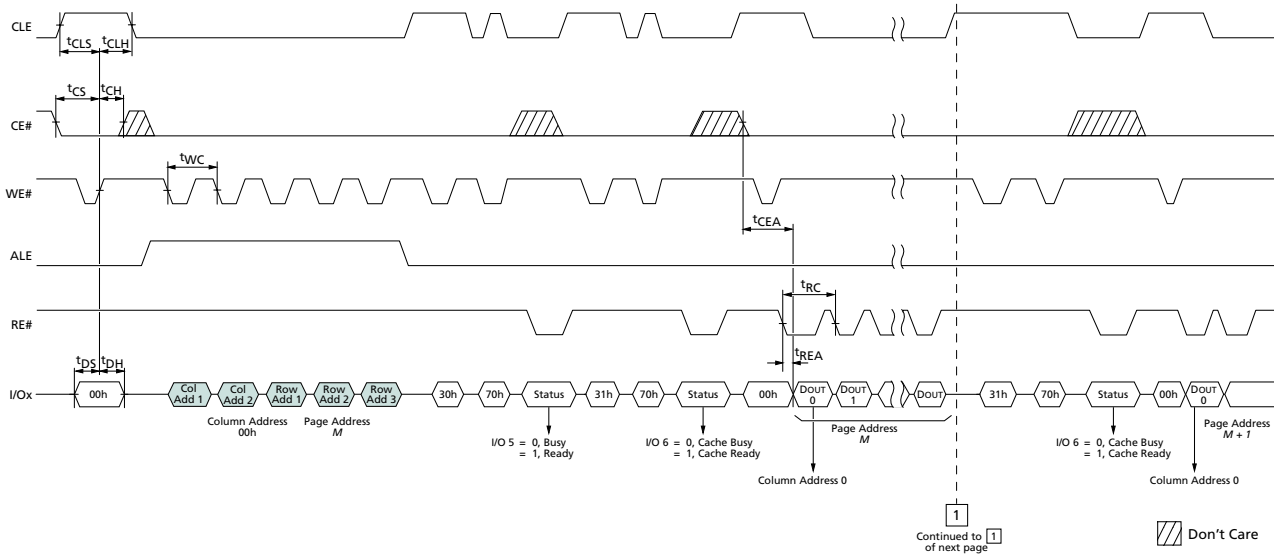 CLE
tCLS
tCLH
tCS
tCH
CE#
tWC
WE#
tCEA
ALE
tRC
RE#
tREA
tDS
tDH
I/Ox
00h
Col Add 1
Col Add 2
Row Add 1
Row Add 2
Row Add 3
30h
70h
Status
31h
70h
Status
00h
DOUT 0
DOUT 1
DOUT
31h
70h
Status
00h
DOUT 0
Column Address 00h
Page Address M
I/O 5 = 0, Busy
= 1, Ready
I/O 6 = 0, Cache Busy
= 1, Cache Ready
Page Address M
Column Address 0
I/O 6 = 0, Cache Busy
= 1, Cache Ready
Page Address M + 1
Column Address 0
1
Continued to 1
of next page
Don't Care